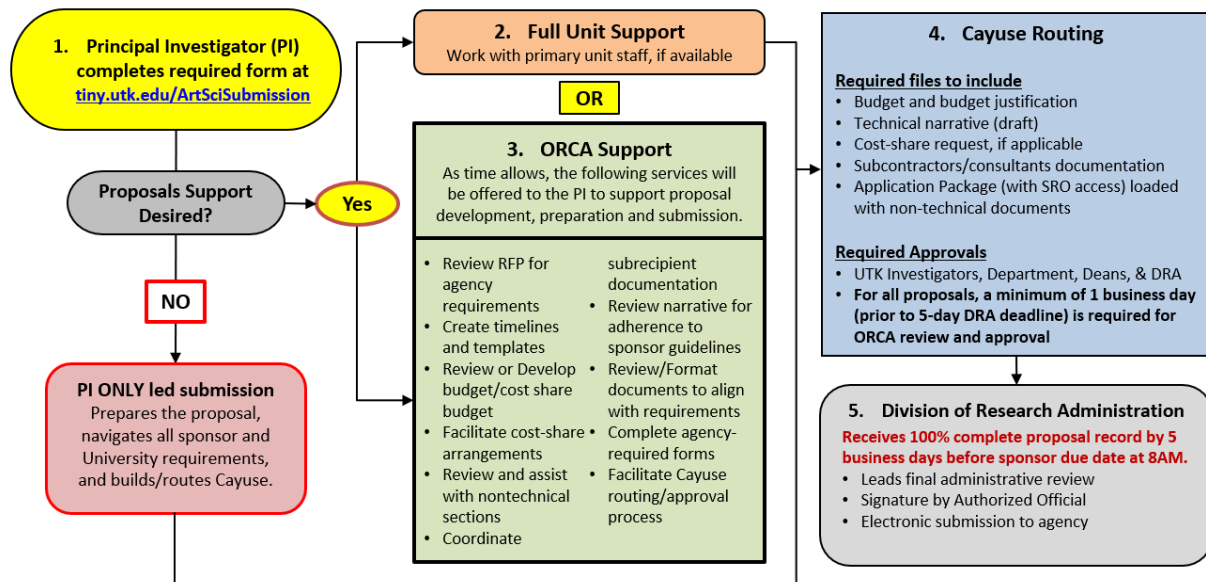 1. Principal Investigator (PI)
completes required form at
tiny.utk.edu/ArtSciSubmission
Proposals Support
Desired?
Yes
NO
PI ONLY led submission
Prepares the proposal,
navigates all sponsor and
University requirements,
and builds/routes Cayuse.
2. Full Unit Support
Work with primary unit staff, if available
OR
3. ORCA Support
As time allows, the following services will
be offered to the PI to support proposal
development, preparation and submission.
• Review RFP for
agency
requirements
• Create timelines
and templates
• Review or Develop
budget/cost share
budget
• Facilitate cost-share
arrangements
• Review and assist
with nontechnical
sections
• Coordinate
subrecipient
documentation
• Review narrative for
adherence to
sponsor guidelines
• Review/Format
documents to align
with requirements
• Complete agency-
required forms
• Facilitate Cayuse
routing/approval
process
4. Cayuse Routing
Required files to include
• Budget and budget justification
• Technical narrative (draft)
• Cost-share request, if applicable
• Subcontractors/consultants documentation
• Application Package (with SRO access) loaded
with non-technical documents
Required Approvals
• UTK Investigators, Department, Deans, & DRA
• For all proposals, a minimum of 1 business day
(prior to 5-day DRA deadline) is required for
ORCA review and approval
5. Division of Research Administration
Receives 100% complete proposal record by 5
business days before sponsor due date at 8AM.
• Leads final administrative review
• Signature by Authorized Official
• Electronic submission to agency